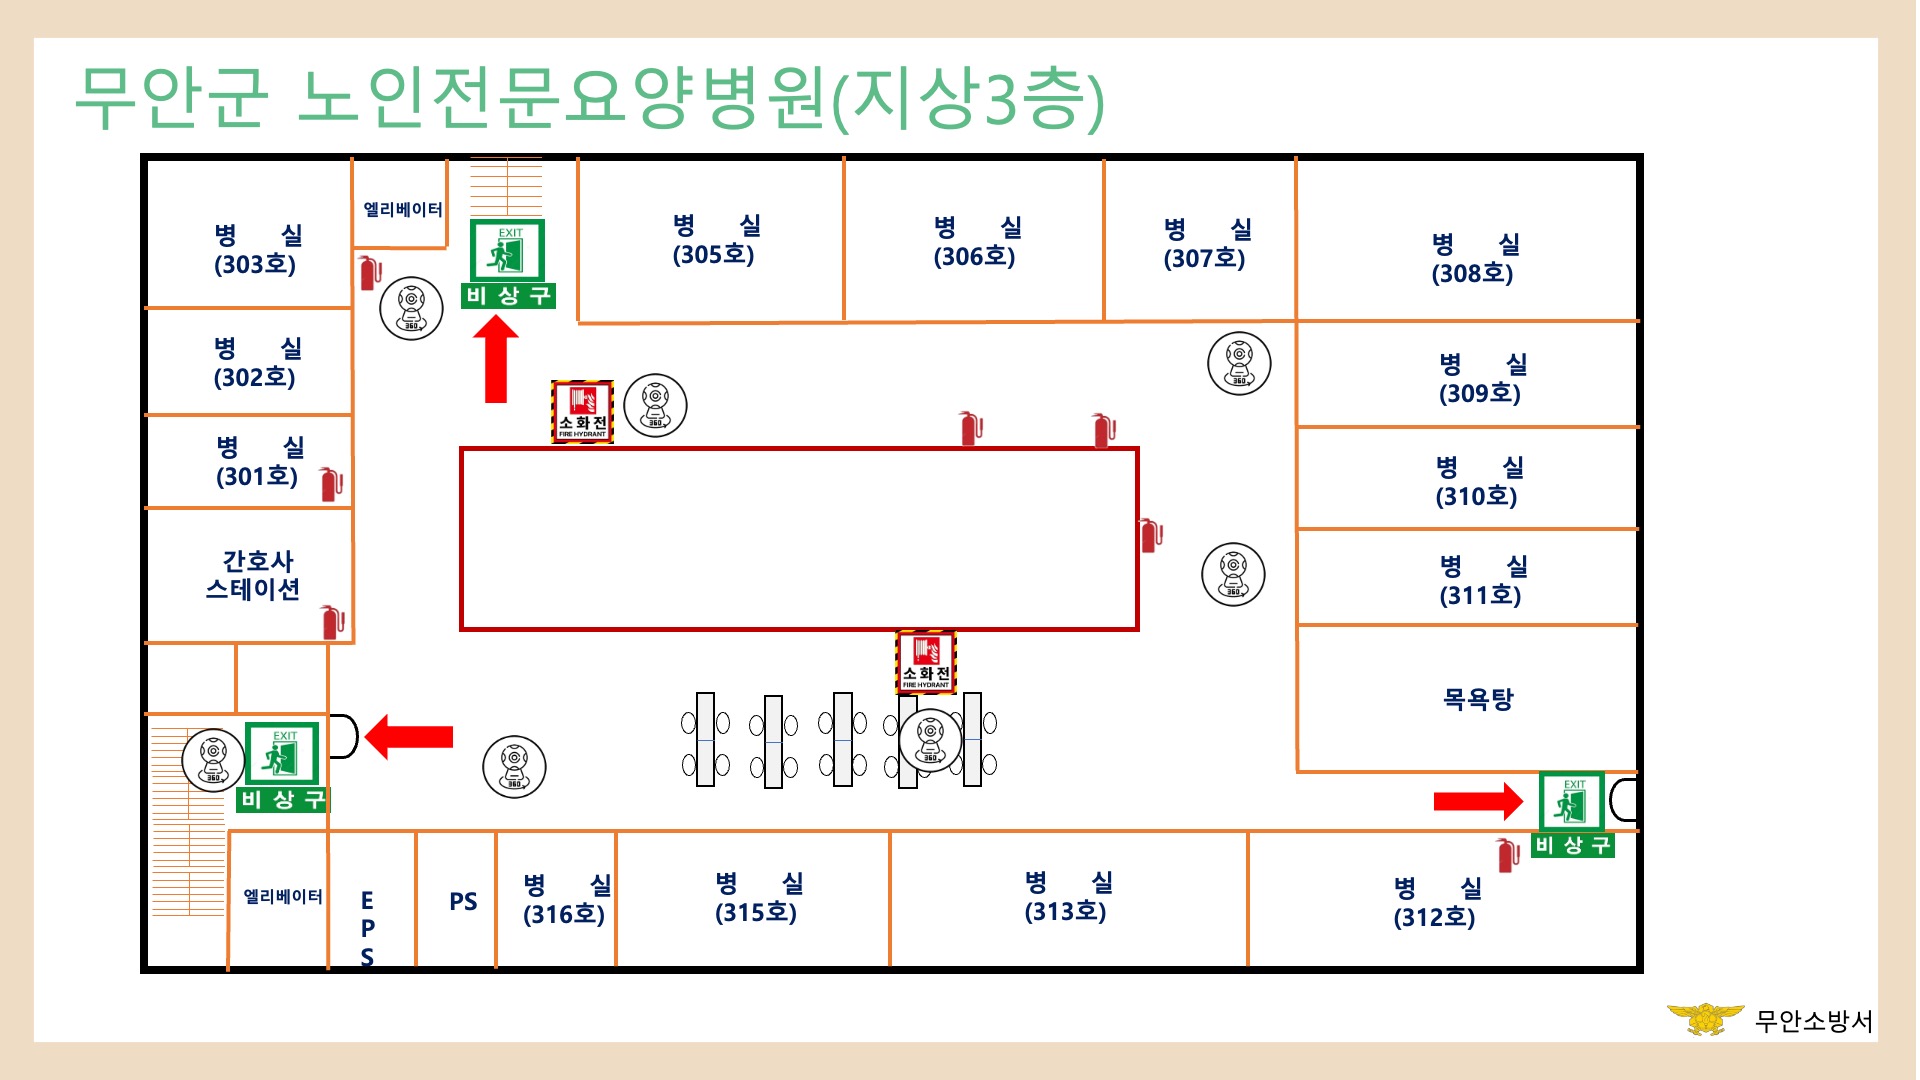 무안군 노인전문요양병원(지상3층)
병 실
(303호)
엘리베이터
EXIT
비 상 구
병 실
(305호)
병 실
(306호)
병 실
(307호)
병 실
(308호)
360
병 실
(302호)
소 화 전
FIRE HYDRANT
360
360
병 실
(309호)
병 실
(301호)
병 실
(310호)
간호사
스테이션
360
병 실
(311호)
소 화 전
FIRE HYDRANT
목욕탕
EXIT
비 상 구
360
360
360
EXIT
비 상 구
엘리베이터
E
P
S
PS
병 실
(316호)
병 실
(315호)
병 실
(313호)
병 실
(312호)
무안소방서